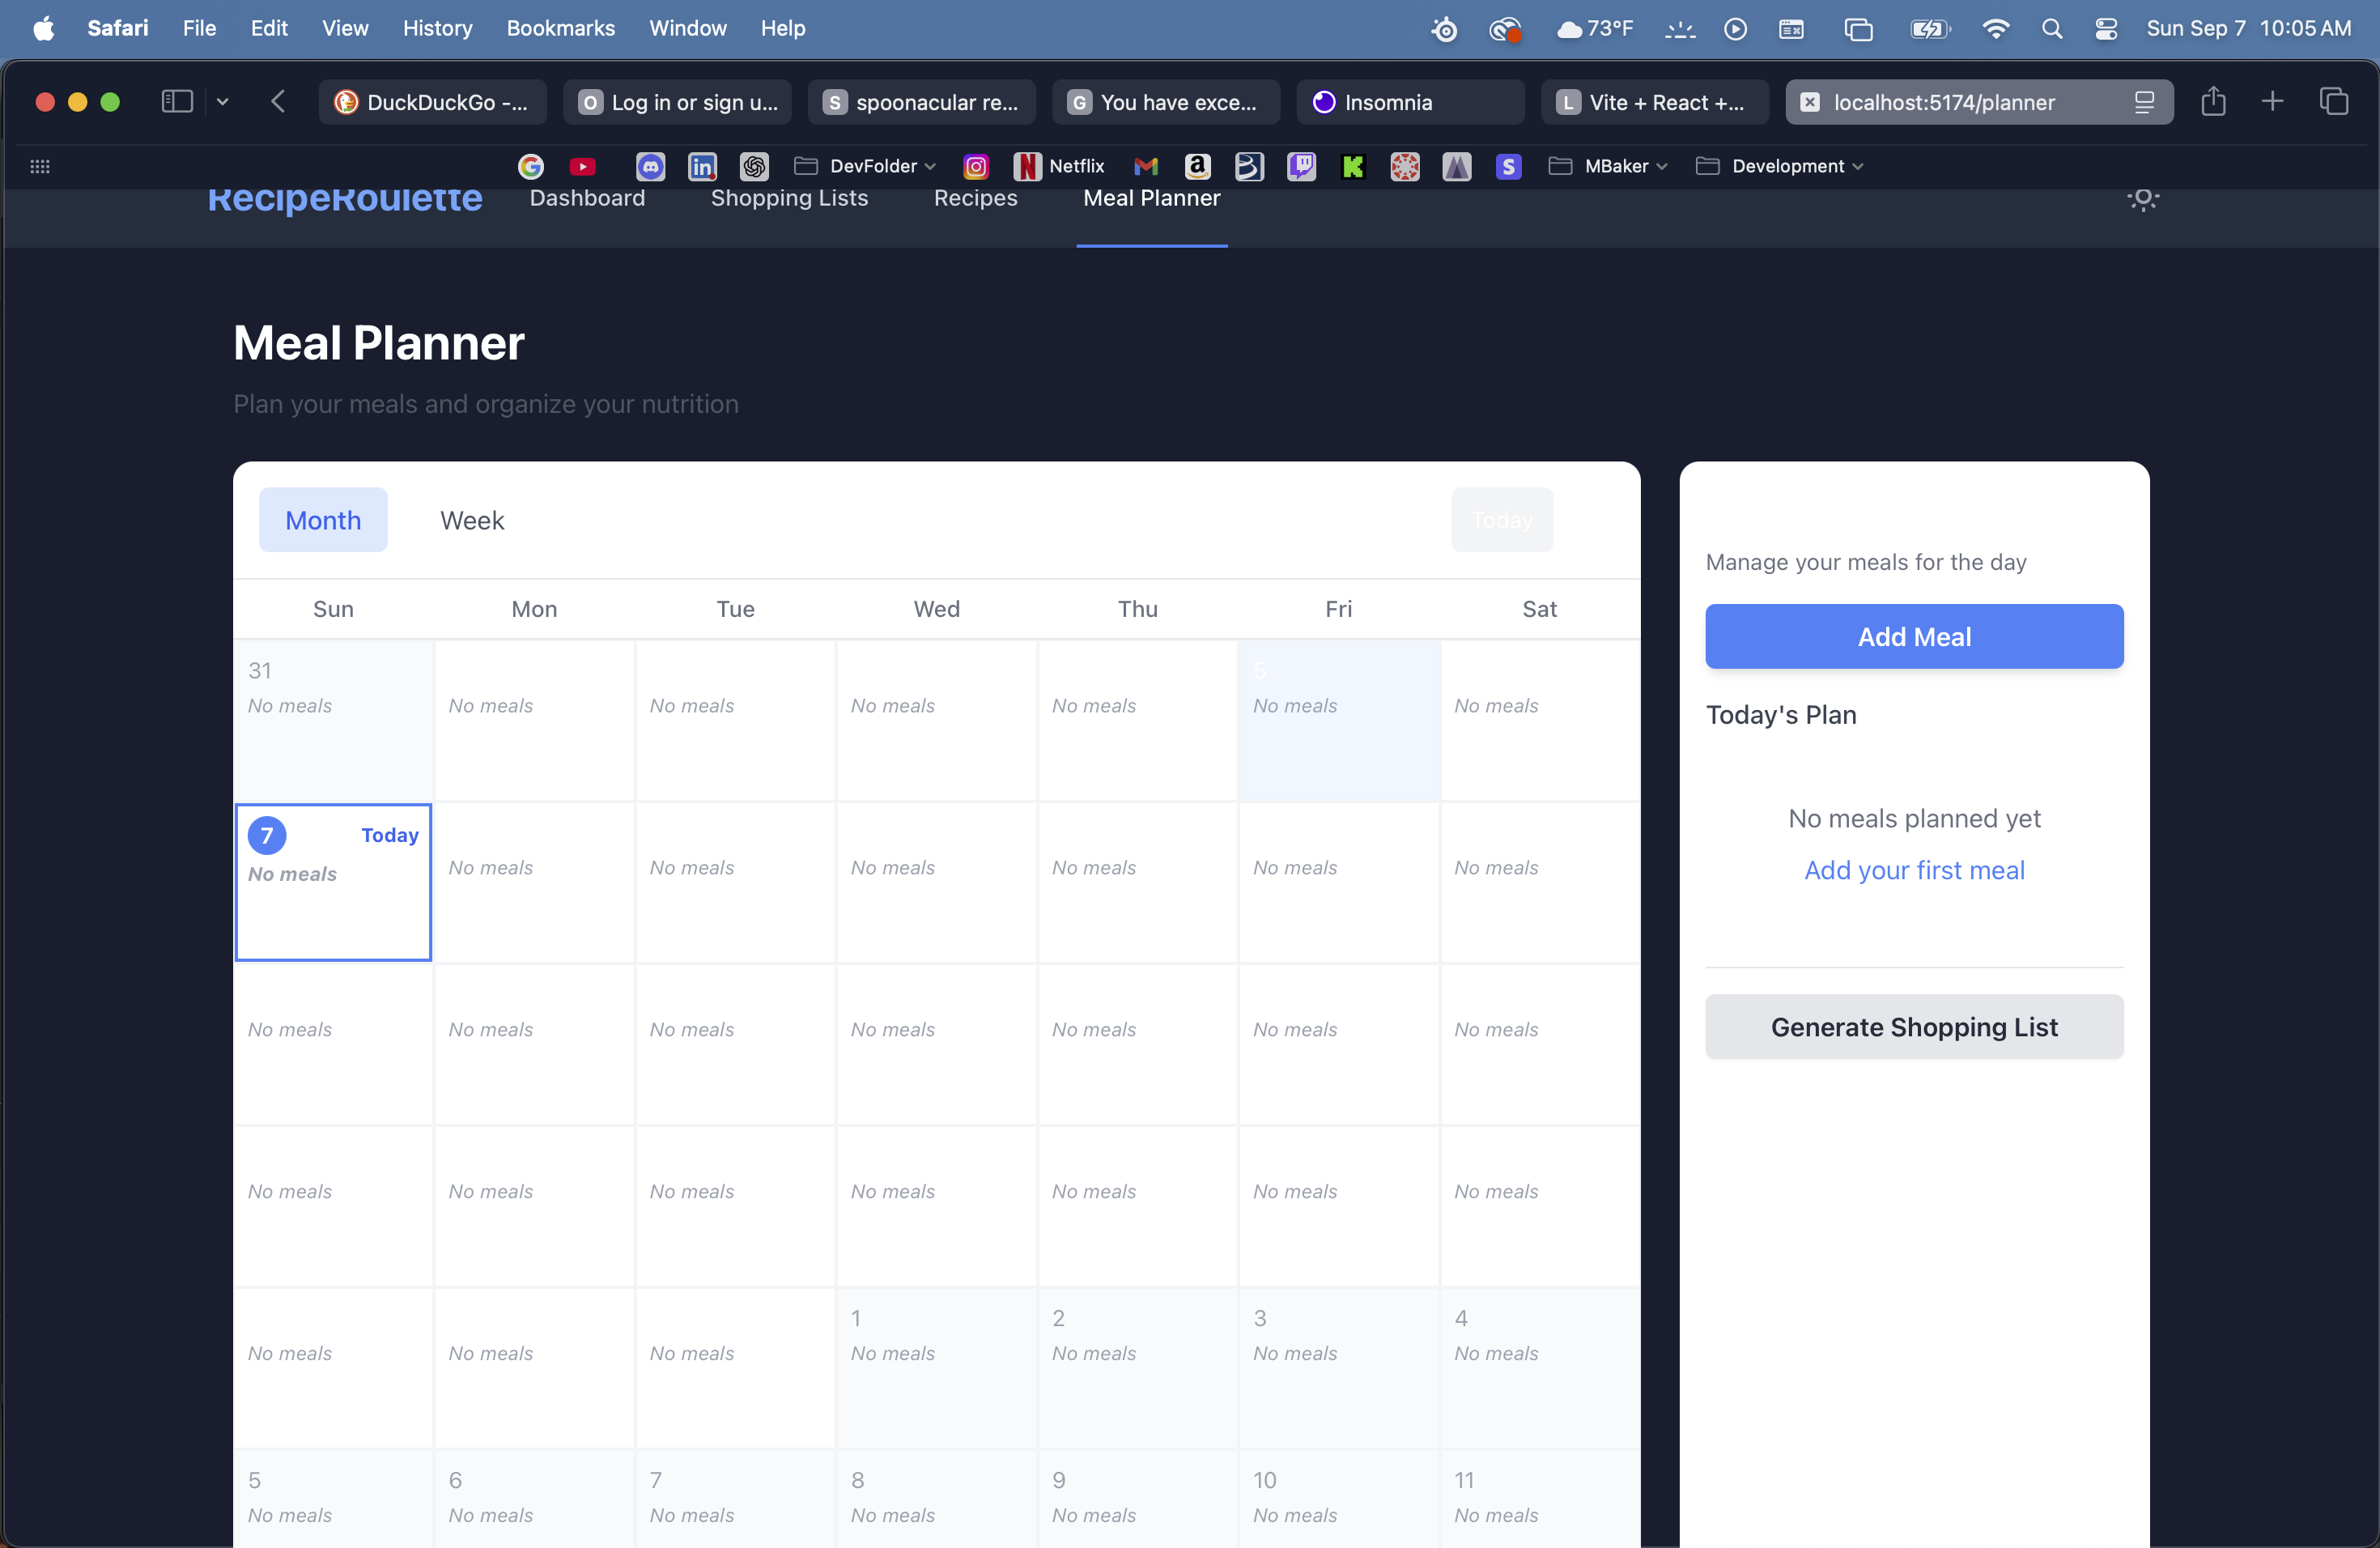 Safari File Edit View History Bookmarks Window Help 73°F Sun Sep 7 10:05 AM
DuckDuckGo -... O Log in or sign u... S spoonacular re... G You have exce... Insomnia L Vite + React +... localhost:5174/planner
DevFolder Netflix MBaker Development
RecipeRoulette Dashboard Shopping Lists Recipes Meal Planner
Meal Planner
Plan your meals and organize your nutrition
Month Week Today
Sun Mon Tue Wed Thu Fri Sat
31 5
No meals No meals No meals No meals No meals No meals No meals
7 Today
No meals No meals No meals No meals No meals No meals No meals
No meals No meals No meals No meals No meals No meals No meals
No meals No meals No meals No meals No meals No meals No meals
1 2 3 4
No meals No meals No meals No meals No meals No meals No meals
5 6 7 8 9 10 11
No meals No meals No meals No meals No meals No meals No meals
Manage your meals for the day
Add Meal
Today's Plan
No meals planned yet
Add your first meal
Generate Shopping List